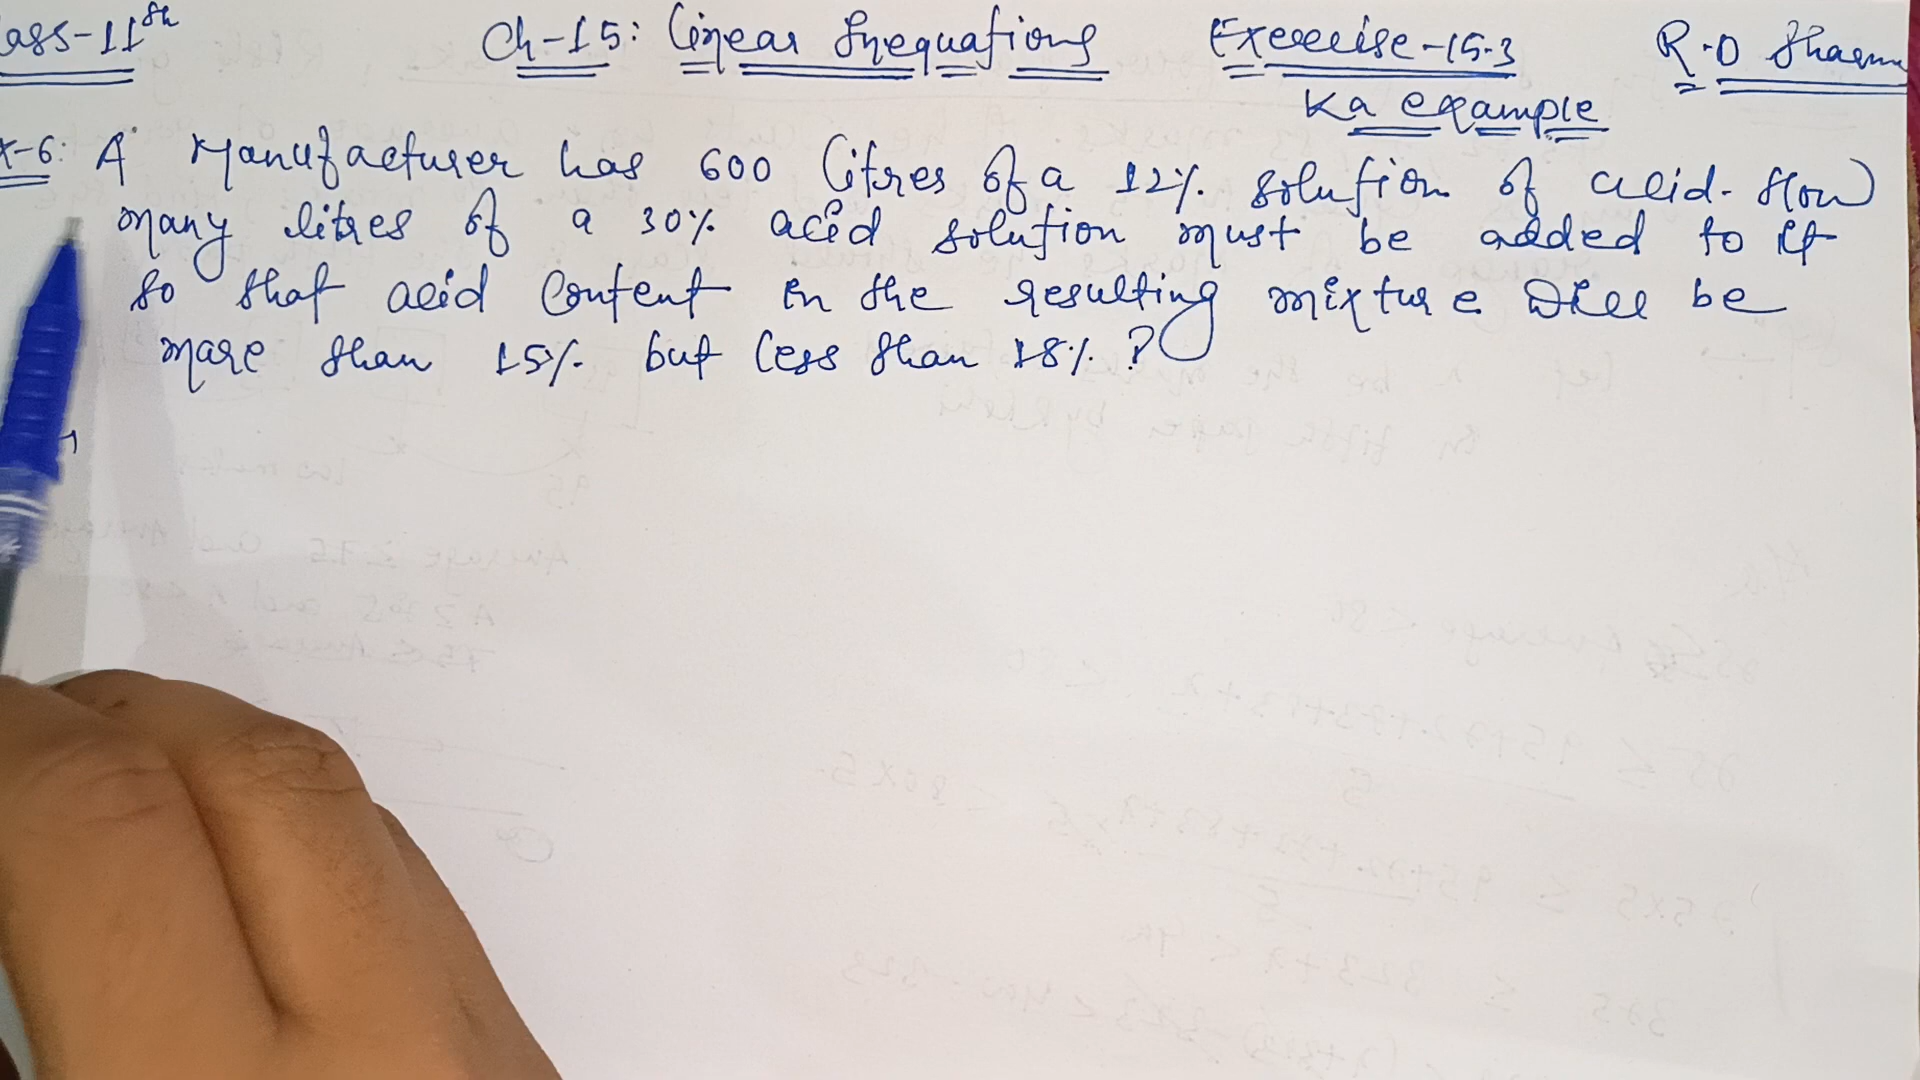 ass-11th Ch-15: Linear Inequations Exercise-15.3 R.D Sharma
Ka example
x-6: A Manufacturer has 600 litres of a 12% solution of acid. How
many litres of a 30% acid solution must be added to it
so that acid content in the resulting mixture will be
more than 15% but less than 18%?